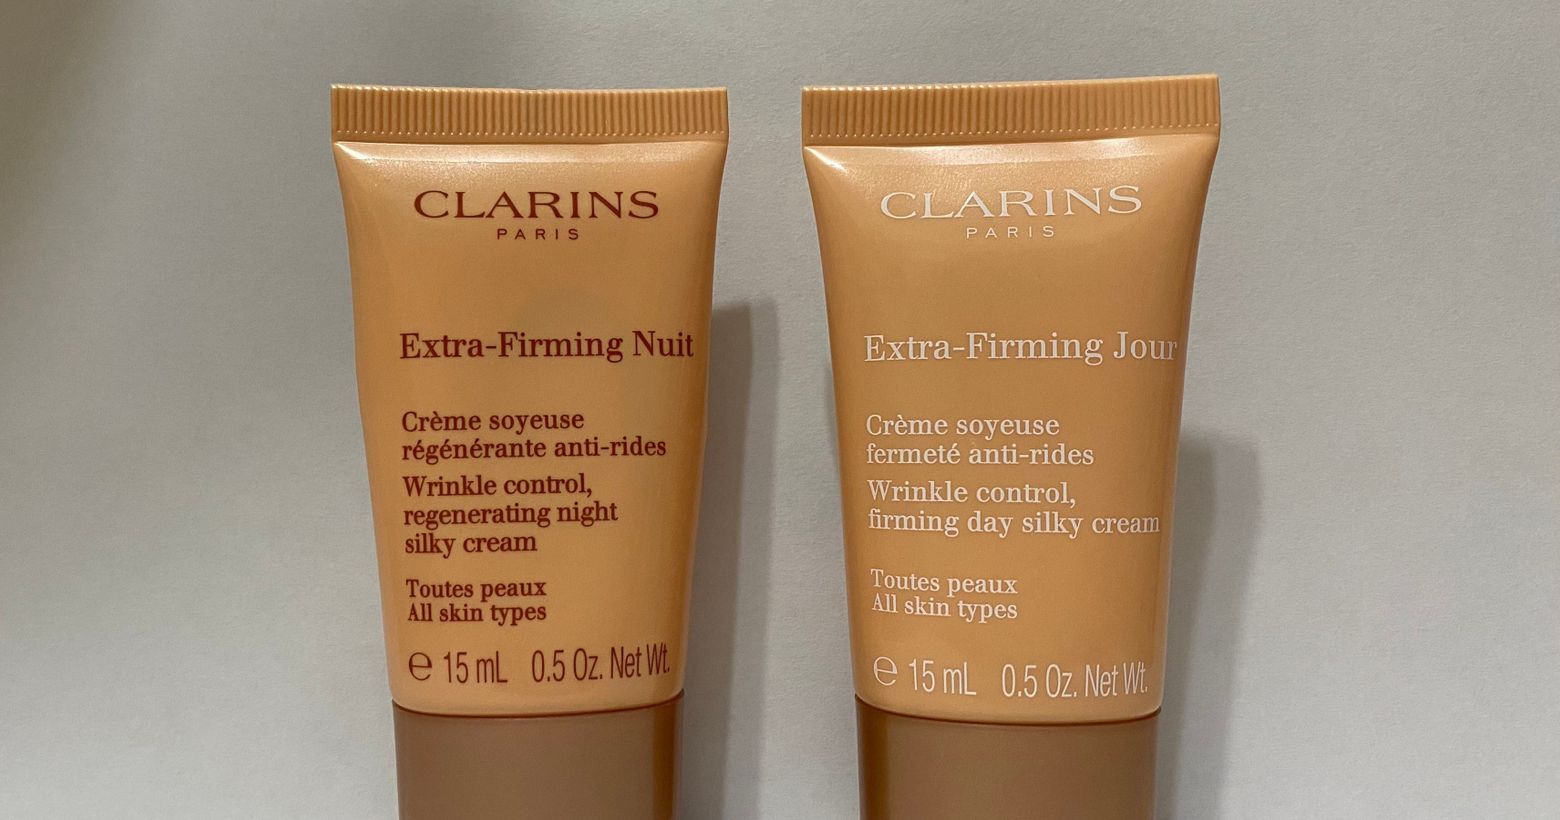 CLARINS
PARIS
Extra-Firming Nuit
Crème soyeuse
régénérante anti-rides
Wrinkle control,
regenerating night
silky cream
Toutes peaux
All skin types
℮ 15 mL 0.5 Oz. Net Wt.
CLARINS
PARIS
Extra-Firming Jour
Crème soyeuse
fermeté anti-rides
Wrinkle control,
firming day silky cream
Toutes peaux
All skin types
℮ 15 mL 0.5 Oz. Net Wt.